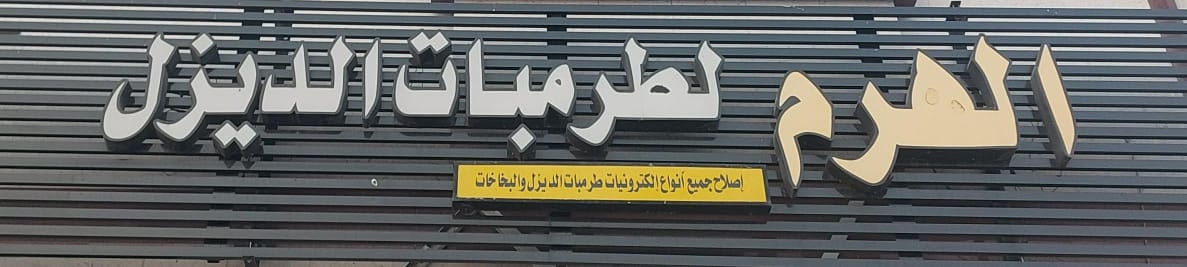 الهرم لطرمبات الديزل
إصلاح جميع أنواع الكترونيات طرمبات الديزل والبخاخات